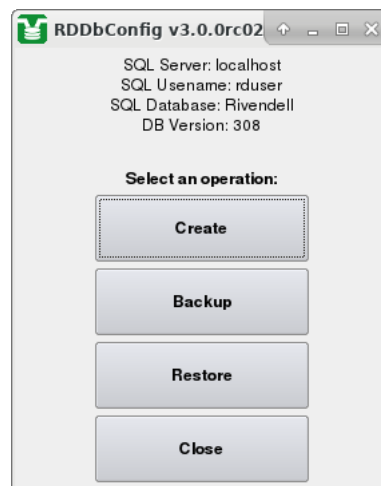 RDDbConfig v3.0.0rc02
SQL Server: localhost
SQL Usename: rduser
SQL Database: Rivendell
DB Version: 308
Select an operation:
Create
Backup
Restore
Close